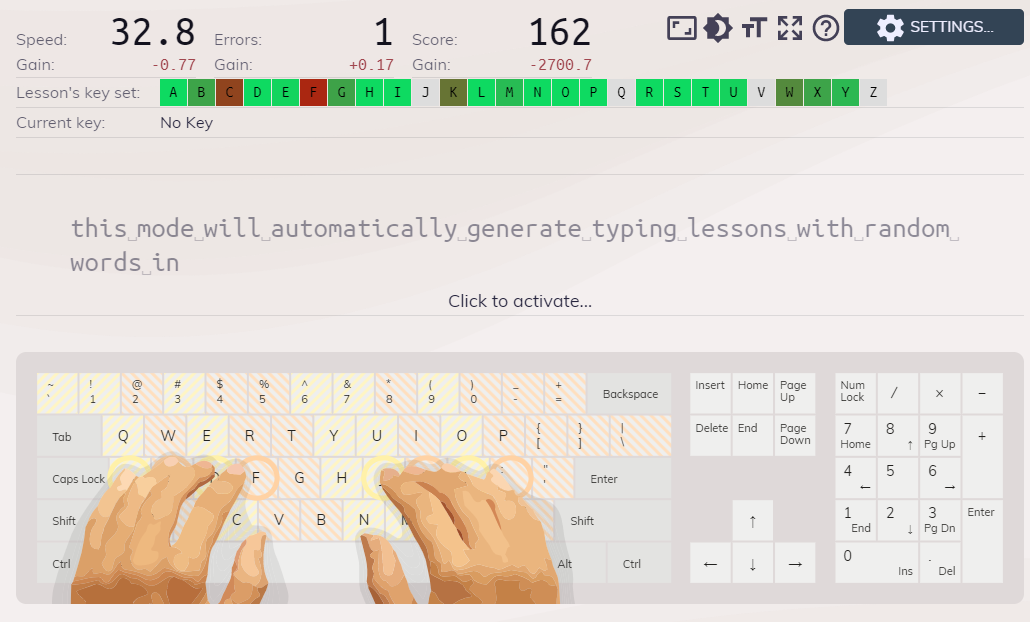 Speed: 32.8 Errors: 1 Score: 162 SETTINGS...
Gain: -0.77 Gain: +0.17 Gain: -2700.7
Lesson's key set: A B C D E F G H I J K L M N O P Q R S T U V W X Y Z
Current key: No Key
this mode will automatically generate typing lessons with random
words in
Click to activate...
~ ! @ # $ % ^ & * ( ) _ +
` 1 2 3 4 5 6 7 8 9 0 - = Backspace
Insert Home Page Up
Num Lock / × −
Tab Q W E R T Y U I O P { [ } ] | \
Delete End Page Down
7 Home 8 ↑ 9 Pg Up +
Caps Lock F G H : " ' Enter
4 ← 5 6 →
Shift C V B N Shift
↑
1 End 2 ↓ 3 Pg Dn Enter
Ctrl Alt Ctrl
← ↓ →
0 Ins . Del